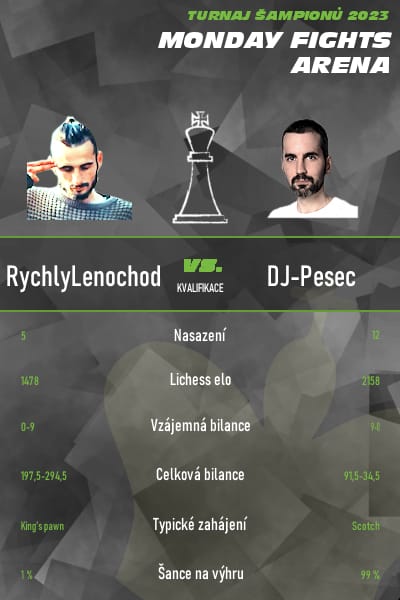 TURNAJ ŠAMPIONŮ 2023
MONDAY FIGHTS
ARENA
RychlyLenochod vs. DJ-Pesec
KVALIFIKACE
5 Nasazení 12
1478 Lichess elo 2158
0-9 Vzájemná bilance 9-0
197,5-294,5 Celková bilance 91,5-34,5
King's pawn Typické zahájení Scotch
1 % Šance na výhru 99 %